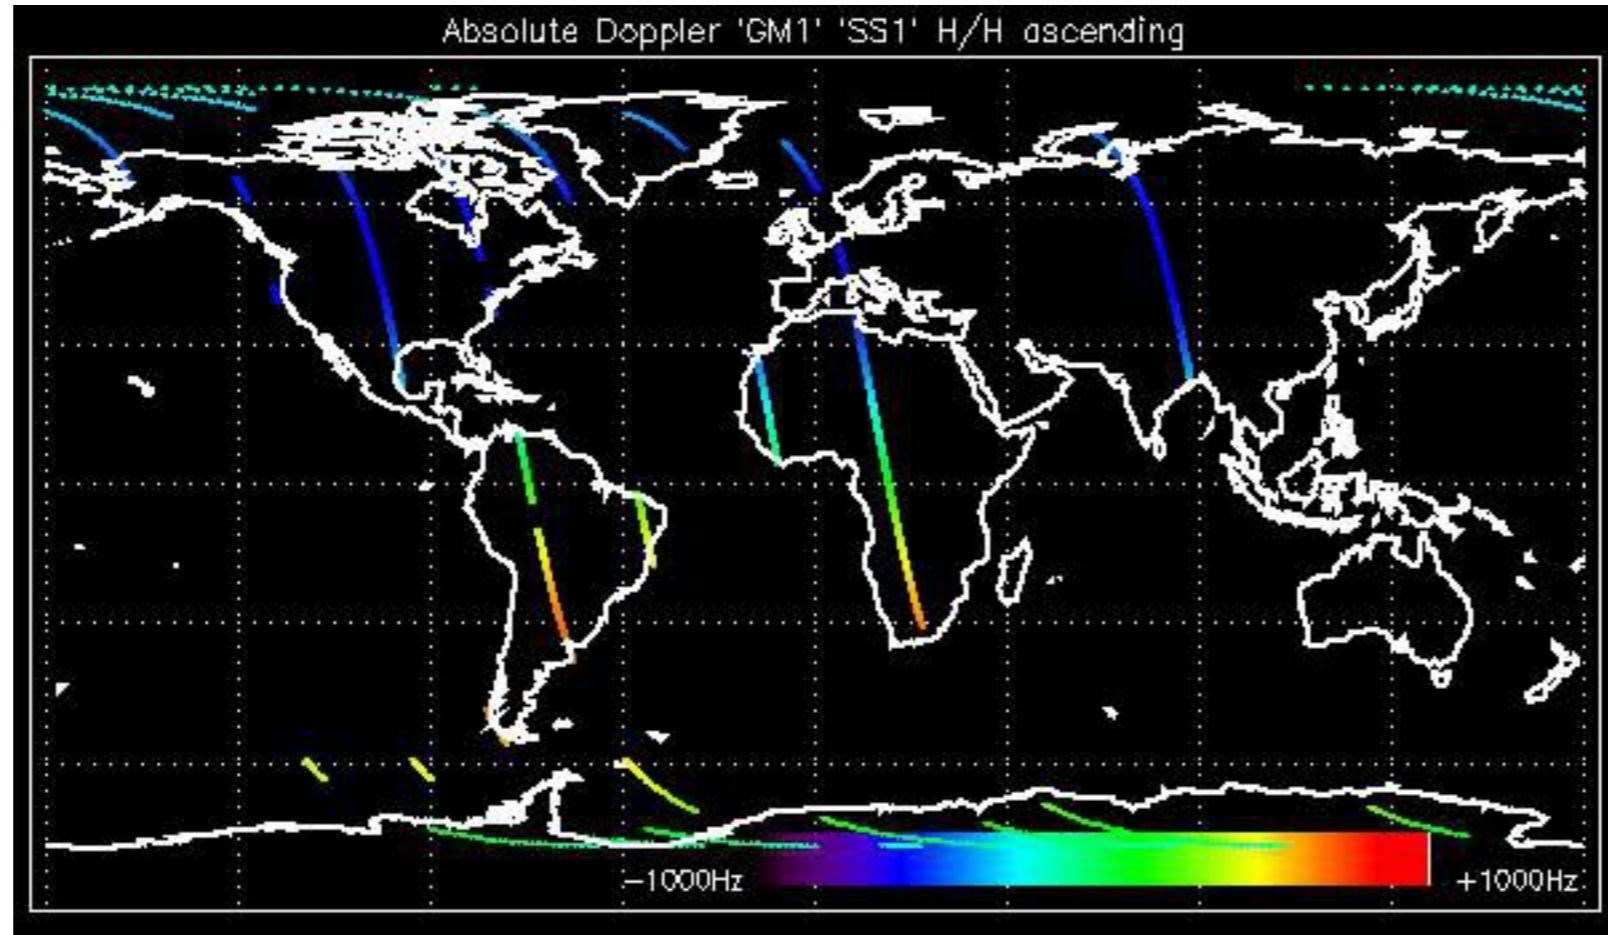 Absolute Doppler 'GM1' 'SS1' H/H ascending
−1000Hz
+1000Hz